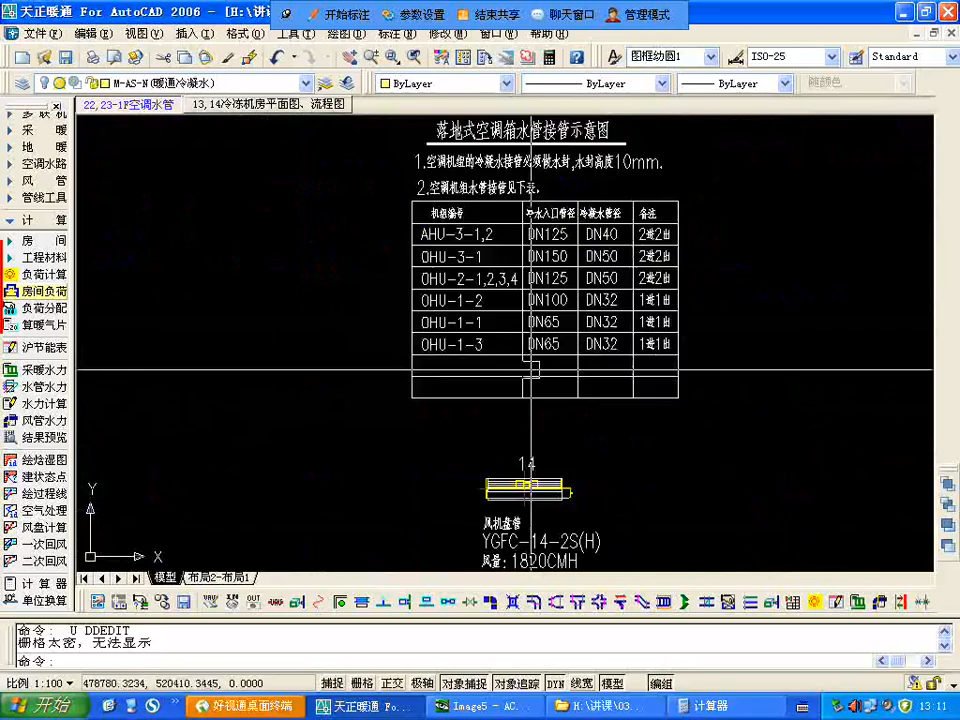 天正暖通 For AutoCAD 2006 - [H:\讲
开始标注 参数设置 结束共享 聊天窗口 管理模式
文件(F) 编辑(E) 视图(V) 插入(I) 格式(O) 工具(T) 绘图(D) 标注(N) 修改(M) 窗口(W) 帮助(H)
图框幼圆1 ISO-25 Standard
M-AS-N(暖通冷凝水) ByLayer ByLayer ByLayer 随颜色
22,23-1F空调水管 13,14冷冻机房平面图、流程图
多联机
采 暖
地 暖
空调水路
风 管
管线工具
计 算
房 间
工程材料
负荷计算
房间负荷
负荷分配
算暖气片
沪节能表
采暖水力
水管水力
水力计算
风管水力
结果预览
绘焓湿图
建状态点
绘过程线
空气处理
风盘计算
一次回风
二次回风
计 算 器
单位换算
落地式空调箱水管接管示意图
1.空调机组的冷凝水接管必须做水封,水封高度10mm.
2.空调机组水管接管见下表.
机组编号 冷凝水管径 备注
AHU-3-1,2 DN125 DN40 2进2出
OHU-3-1 DN150 DN50 2进2出
OHU-2-1,2,3,4 DN125 DN50 2进2出
OHU-1-2 DN100 DN32 1进1出
OHU-1-1 DN65 DN32 1进1出
OHU-1-3 DN65 DN32 1进1出
14
风机盘管
YGFC-14-2S(H)
风量: 1820CMH
Y
X
模型 布局2-布局1
命令: U DDEDIT
栅格太密, 无法显示
命令:
比例 1:100 478780.3234, 520410.3445, 0.0000 捕捉 栅格 正交 极轴 对象捕捉 对象追踪 DYN 线宽 模型 编组
开始 好视通桌面终端 天正暖通 Fo... Image5 - AC... H:\讲课\03... 计算器 13:11